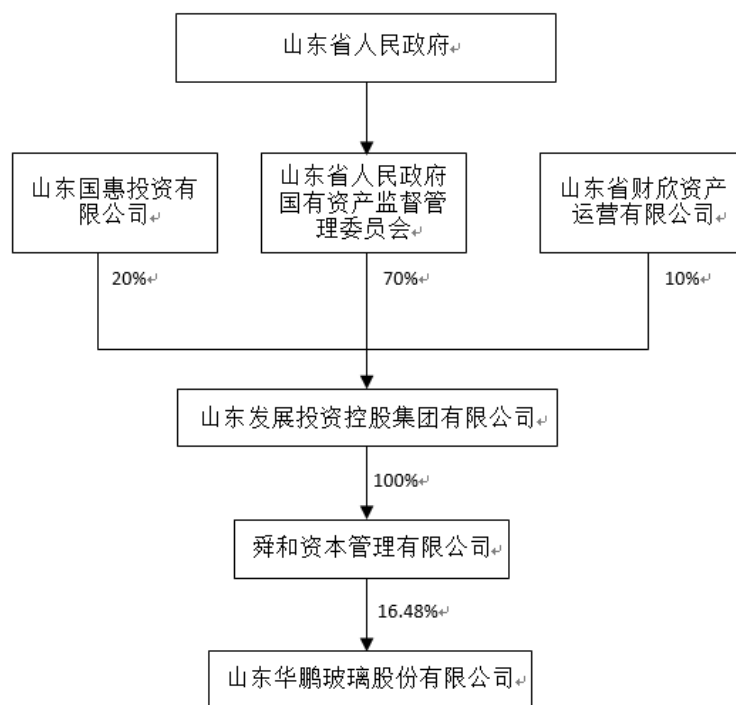 山东省人民政府
山东国惠投资有
限公司
山东省人民政府
国有资产监督管
理委员会
山东省财欣资产
运营有限公司
20%
70%
10%
山东发展投资控股集团有限公司
100%
舜和资本管理有限公司
16.48%
山东华鹏玻璃股份有限公司